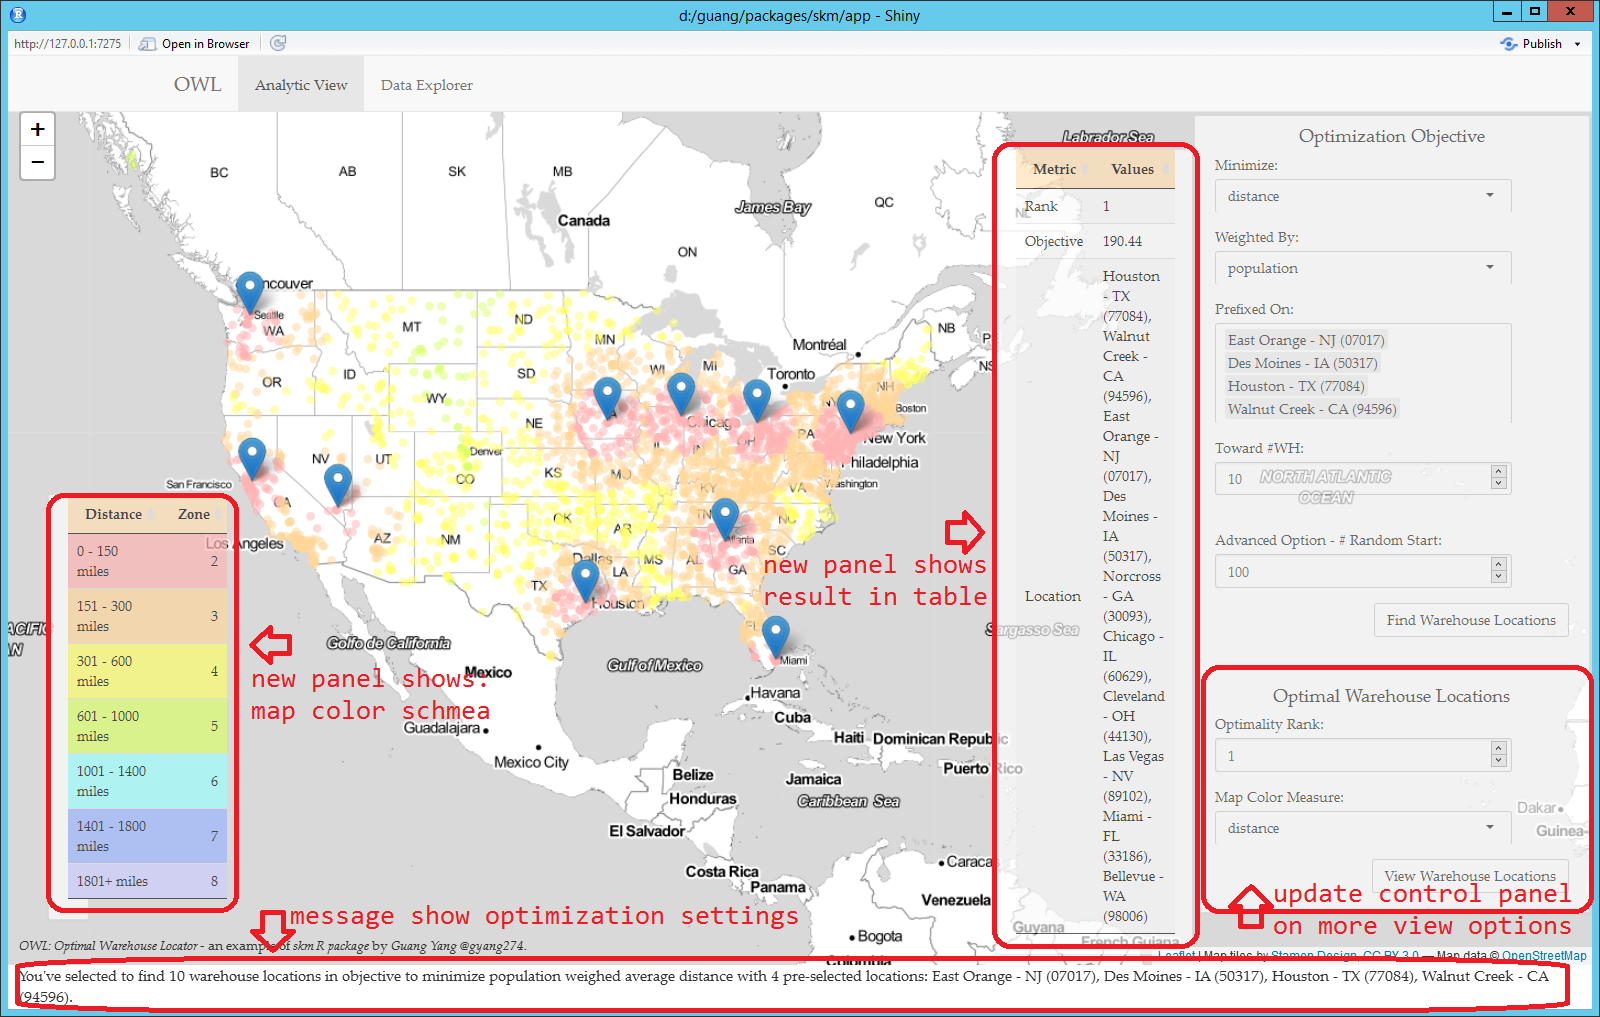 d:/guang/packages/skm/app - Shiny
http://127.0.0.1:7275
Open in Browser
Publish
OWL
Analytic View
Data Explorer
+
−
BC
AB
SK
MB
Canada
ON
QC
James Bay
Labrador Sea
NL
NB
Montréal
Toronto
Vancouver
Seattle
WA
MT
ND
MN
OR
ID
WY
SD
WI
MI
NH
Boston
NY
NE
Chicago
OH
PA
New York
Philadelphia
Washington
NV
UT
Denver
CO
KS
MO
KY
VA
San Francisco
CA
Los Angeles
AZ
NM
OK
AR
TN
NC
Atlanta
SC
Dallas
MS
AL
GA
TX
LA
Houston
FL
Miami
Golfo de California
Mexico
Gulf of Mexico
Sargasso Sea
Havana
Cuba
Guadalajara
Mexico City
Haiti
Dominican Republic
Puerto Rico
Belize
Jamaica
Honduras
Caribbean Sea
El Salvador
Costa Rica
Panama
Caracas
Venezuela
Bogota
Colombia
Guyana
French Guiana
NORTH ATLANTIC
OCEAN
Dakar
Guinea-
Distance Zone
0 - 150
miles 2
151 - 300
miles 3
301 - 600
miles 4
601 - 1000
miles 5
1001 - 1400
miles 6
1401 - 1800
miles 7
1801+ miles 8
new panel shows:
map color schmea
Metric Values
Rank 1
Objective 190.44
Location
Houston
- TX
(77084),
Walnut
Creek -
CA
(94596),
East
Orange -
NJ
(07017),
Des
Moines -
IA
(50317),
Norcross
- GA
(30093),
Chicago -
IL
(60629),
Cleveland
- OH
(44130),
Las Vegas
- NV
(89102),
Miami -
FL
(33186),
Bellevue -
WA
(98006)
new panel shows
result in table
Optimization Objective
Minimize:
distance
Weighted By:
population
Prefixed On:
East Orange - NJ (07017)
Des Moines - IA (50317)
Houston - TX (77084)
Walnut Creek - CA (94596)
Toward #WH:
10
Advanced Option - # Random Start:
100
Find Warehouse Locations
Optimal Warehouse Locations
Optimality Rank:
1
Map Color Measure:
distance
View Warehouse Locations
update control panel
on more view options
message show optimization settings
OWL: Optimal Warehouse Locator - an example of skm R package by Guang Yang @gyang274.
Leaflet | Map tiles by Stamen Design, CC BY 3.0 — Map data © OpenStreetMap
You've selected to find 10 warehouse locations in objective to minimize population weighed average distance with 4 pre-selected locations: East Orange - NJ (07017), Des Moines - IA (50317), Houston - TX (77084), Walnut Creek - CA
(94596).